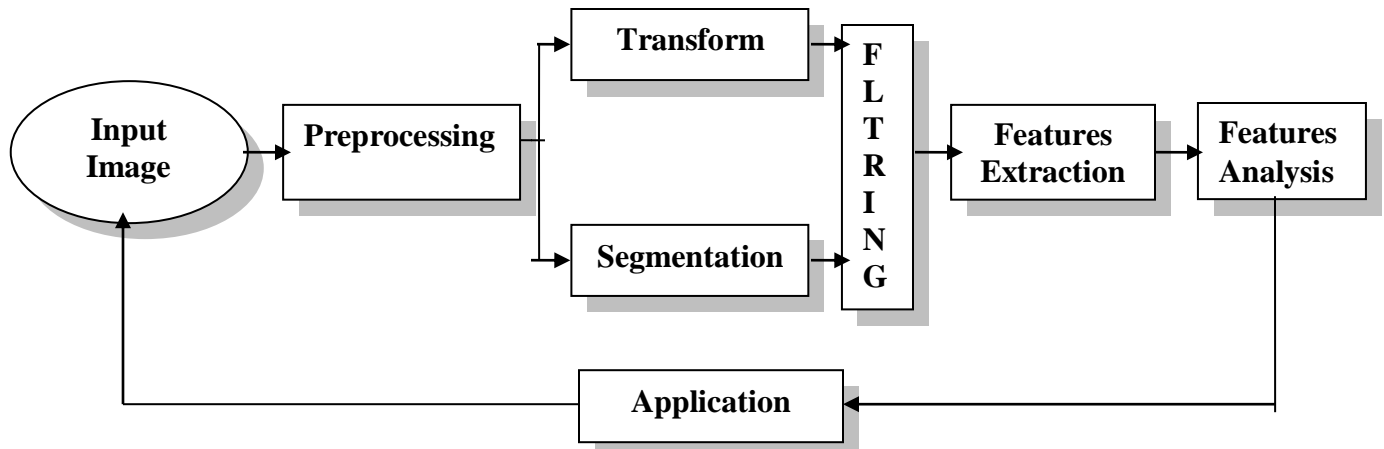 Input
Image
Preprocessing
Transform
Segmentation
F
L
T
R
I
N
G
Features
Extraction
Features
Analysis
Application